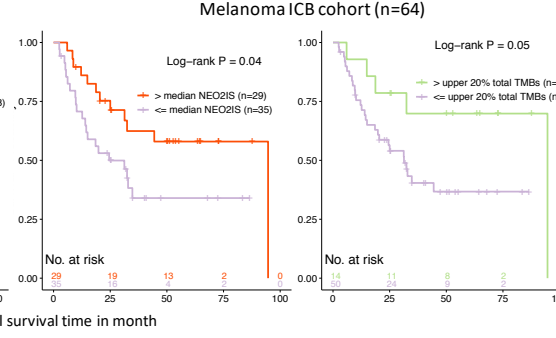 Melanoma ICB cohort (n=64)
1.00
0.75
0.50
0.25
0.00
Log-rank P = 0.04
> median NEO2IS (n=29)
<= median NEO2IS (n=35)
No. at risk
29 19 13 2 0
35 16 4 2 0
0 25 50 75 100
1.00
0.75
0.50
0.25
0.00
Log-rank P = 0.05
> upper 20% total TMBs (n=
<= upper 20% total TMBs (n
No. at risk
14 11 8 2
50 24 9 2
0 25 50 75 1
3)
0
l survival time in month